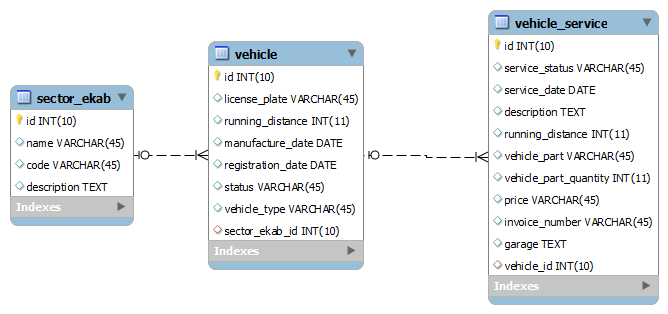 sector_ekab
id INT(10)
name VARCHAR(45)
code VARCHAR(45)
description TEXT
Indexes
vehicle
id INT(10)
license_plate VARCHAR(45)
running_distance INT(11)
manufacture_date DATE
registration_date DATE
status VARCHAR(45)
vehicle_type VARCHAR(45)
sector_ekab_id INT(10)
Indexes
vehicle_service
id INT(10)
service_status VARCHAR(45)
service_date DATE
description TEXT
running_distance INT(11)
vehicle_part VARCHAR(45)
vehicle_part_quantity INT(11)
price VARCHAR(45)
invoice_number VARCHAR(45)
garage TEXT
vehicle_id INT(10)
Indexes